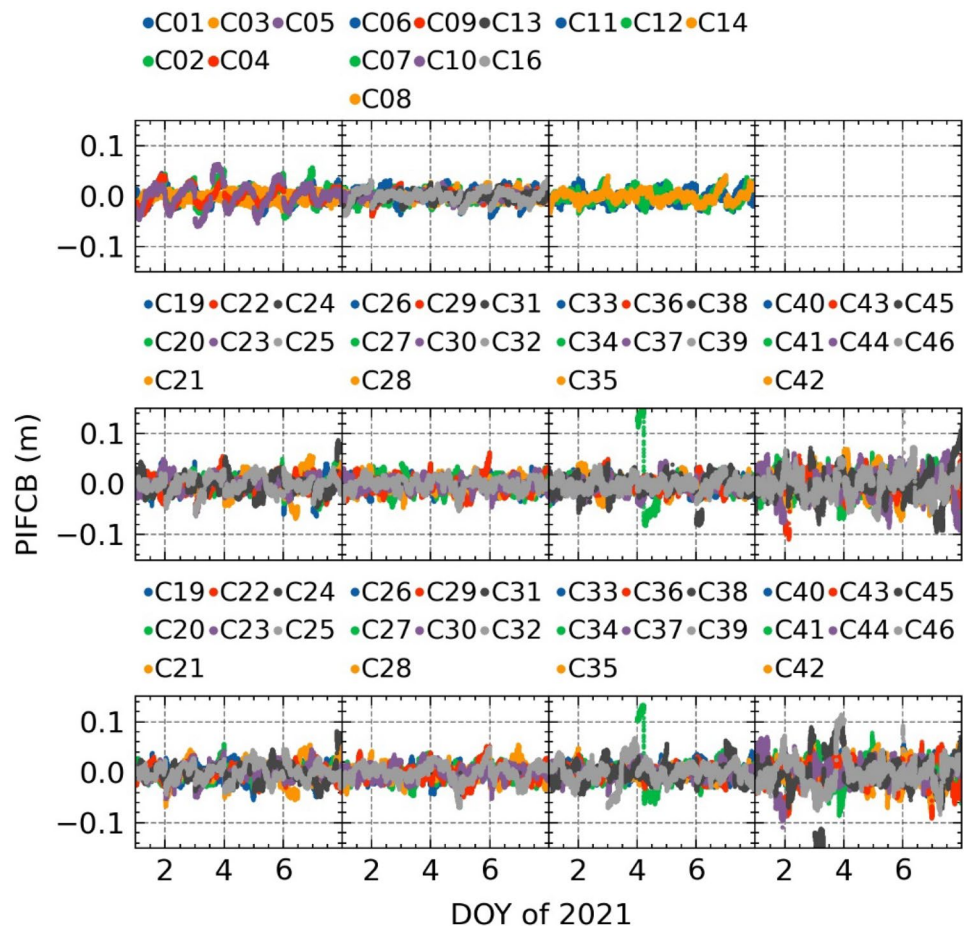 C01 C03 C05 C06 C09 C13 C11 C12 C14
C02 C04 C07 C10 C16
C08
0.1
0.0
−0.1
C19 C22 C24 C26 C29 C31 C33 C36 C38 C40 C43 C45
C20 C23 C25 C27 C30 C32 C34 C37 C39 C41 C44 C46
C21 C28 C35 C42
PIFCB (m)
0.1
0.0
−0.1
C19 C22 C24 C26 C29 C31 C33 C36 C38 C40 C43 C45
C20 C23 C25 C27 C30 C32 C34 C37 C39 C41 C44 C46
C21 C28 C35 C42
0.1
0.0
−0.1
2 4 6 2 4 6 2 4 6 2 4 6
DOY of 2021